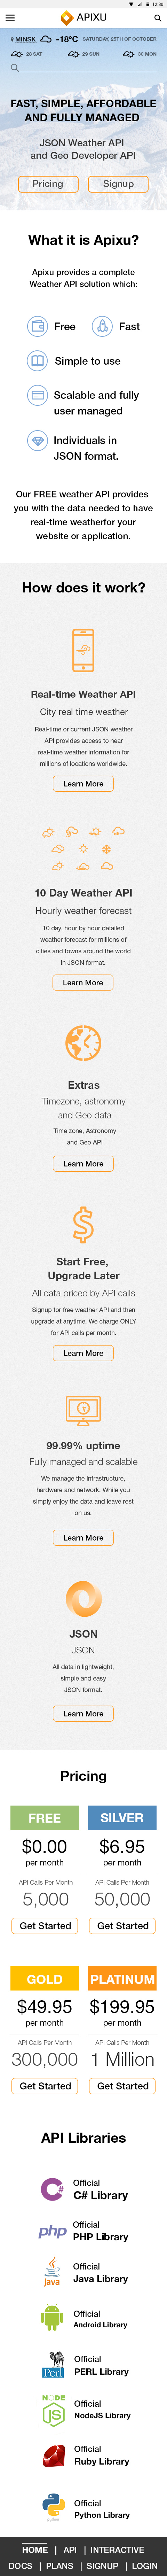 12:30
APIXU
MINSK -18°C SATURDAY, 25TH OF OCTOBER
28 SAT 29 SUN 30 MON
FAST, SIMPLE, AFFORDABLE
AND FULLY MANAGED
JSON Weather API
and Geo Developer API
Pricing Signup
What it is Apixu?
Apixu provides a complete
Weather API solution which:
Free Fast
Simple to use
Scalable and fully
user managed
Individuals in
JSON format.
Our FREE weather API provides
you with the data needed to have
real-time weatherfor your
website or application.
How does it work?
Real-time Weather API
City real time weather
Real-time or current JSON weather
API provides access to near
real-time weather information for
millions of locations worldwide.
Learn More
10 Day Weather API
Hourly weather forecast
10 day, hour by hour detailed
weather forecast for millions of
cities and towns around the world
in JSON format.
Learn More
Extras
Timezone, astronomy
and Geo data
Time zone, Astronomy
and Geo API
Learn More
Start Free,
Upgrade Later
All data priced by API calls
Signup for free weather API and then
upgrade at anytime. We charge ONLY
for API calls per month.
Learn More
99.99% uptime
Fully managed and scalable
We manage the infrastructure,
hardware and network. While you
simply enjoy the data and leave rest
on us.
Learn More
JSON
JSON
All data in lightweight,
simple and easy
JSON format.
Learn More
Pricing
FREE SILVER
$0.00 $6.95
per month per month
API Calls Per Month API Calls Per Month
5,000 50,000
Get Started Get Started
GOLD PLATINUM
$49.95 $199.95
per month per month
API Calls Per Month API Calls Per Month
300,000 1 Million
Get Started Get Started
API Libraries
Official
C# Library
php
Official
PHP Library
Java
Official
Java Library
Official
Android Library
Perl
Official
PERL Library
NODE
JS
Official
NodeJS Library
Official
Ruby Library
python
Official
Python Library
HOME | API | INTERACTIVE
DOCS | PLANS | SIGNUP | LOGIN